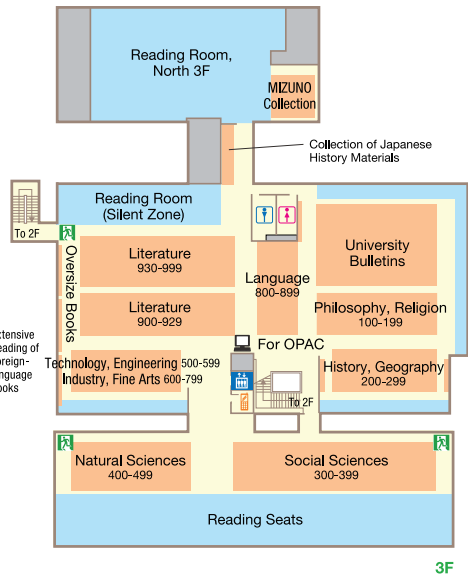 Reading Room,
North 3F
MIZUNO
Collection
Collection of Japanese
History Materials
Reading Room
(Silent Zone)
To 2F
Oversize Books
Literature
930-999
Language
800-899
University
Bulletins
Literature
900-929
Philosophy, Religion
100-199
For OPAC
Technology, Engineering 500-599
Industry, Fine Arts 600-799
History, Geography
200-299
To 2F
Natural Sciences
400-499
Social Sciences
300-399
Reading Seats
3F